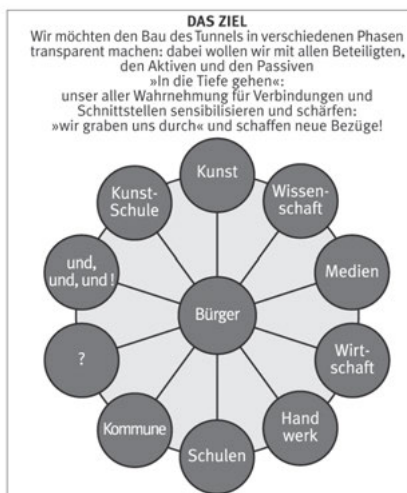 DAS ZIEL
Wir möchten den Bau des Tunnels in verschiedenen Phasen
transparent machen: dabei wollen wir mit allen Beteiligten,
den Aktiven und den Passiven
»In die Tiefe gehen«:
unser aller Wahrnehmung für Verbindungen und
Schnittstellen sensibilisieren und schärfen:
»wir graben uns durch« und schaffen neue Bezüge!
Kunst
Wissen-
schaft
Medien
Wirt-
schaft
Hand
werk
Schulen
Kommune
?
und,
und, und!
Kunst-
Schule
Bürger